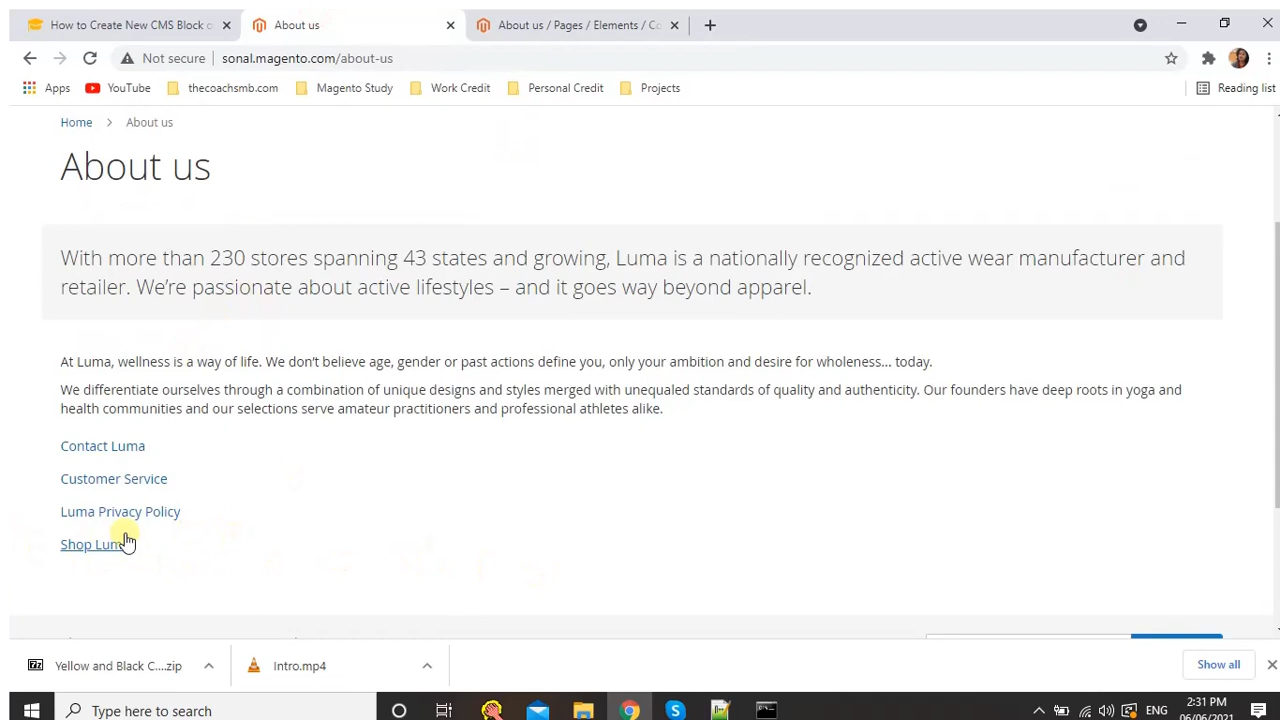 How to Create New CMS Block o
About us
About us / Pages / Elements / Co
Not secure
sonal.magento.com/about-us
Apps
YouTube
thecoachsmb.com
Magento Study
Work Credit
Personal Credit
Projects
Reading list
Home > About us
About us
With more than 230 stores spanning 43 states and growing, Luma is a nationally recognized active wear manufacturer and
retailer. We’re passionate about active lifestyles – and it goes way beyond apparel.
At Luma, wellness is a way of life. We don’t believe age, gender or past actions define you, only your ambition and desire for wholeness... today.
We differentiate ourselves through a combination of unique designs and styles merged with unequaled standards of quality and authenticity. Our founders have deep roots in yoga and
health communities and our selections serve amateur practitioners and professional athletes alike.
Contact Luma
Customer Service
Luma Privacy Policy
Shop Luma
Yellow and Black C....zip
Intro.mp4
Show all
Type here to search
ENG
2:31 PM
06/06/2021